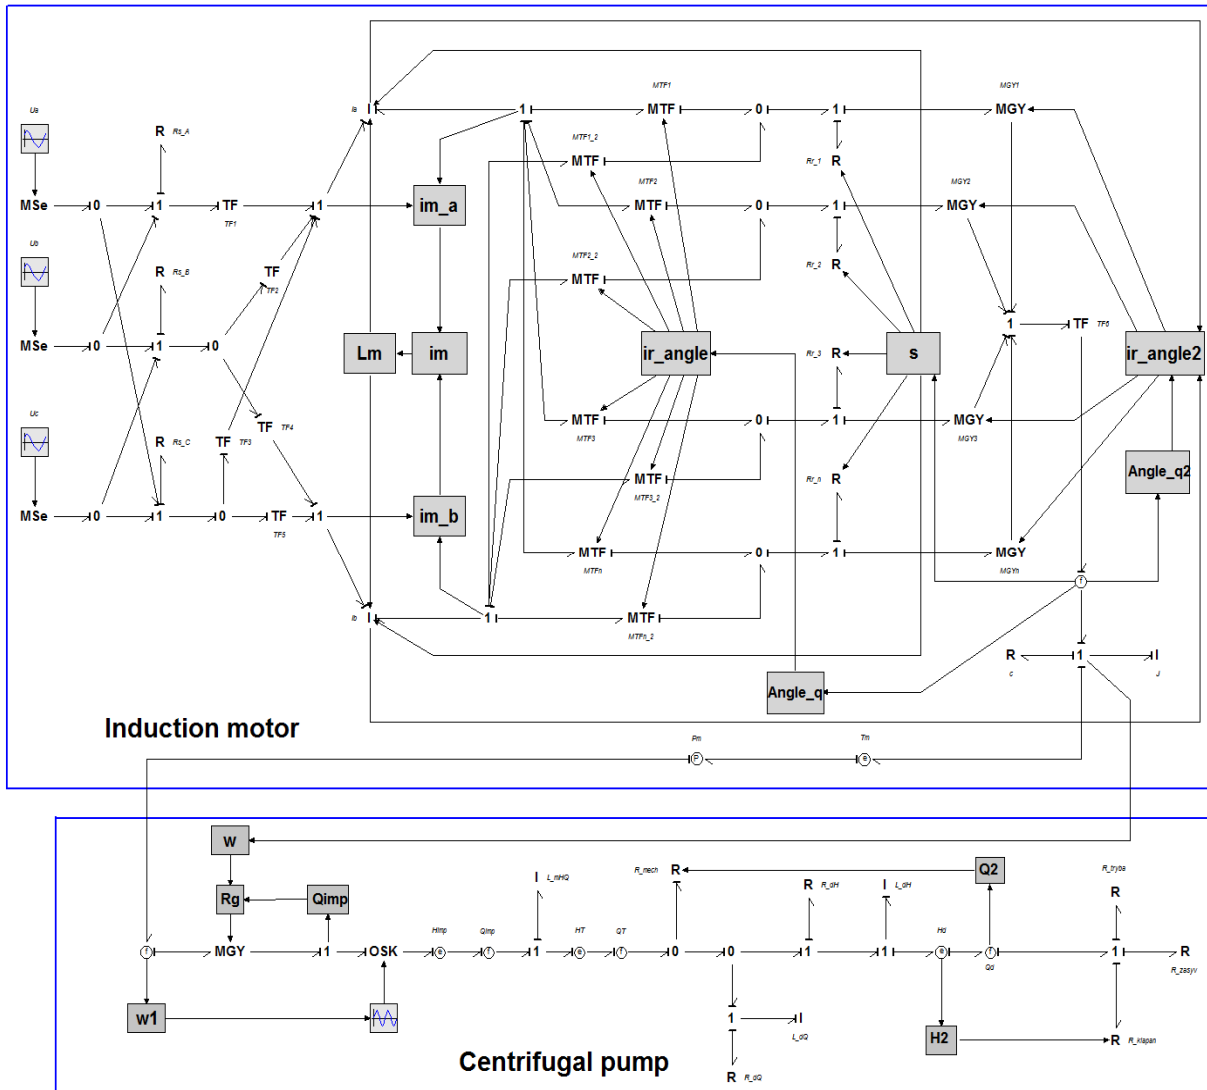 Ua
R Rs_A
MSe 0 1 TF 1
TF1
Ia I 1 MTF 0 1 MGY
MTF1
MGY1
MTF1_2
MTF R
Rr_1
im_a
MTF2
MTF 0 1 MGY
MGY2
Ub
R Rs_B
TF
TF2
MTF2_2
MTF 0
Rr_2 R
MSe 0 1 0
Lm im ir_angle
Rr_3 R s
1 TF TF6
ir_angle2
Uc
R Rs_C
TF TF3
TF TF4
MTF 0 1 MGY
MTF3
MGY3
Angle_q2
MTF
MTF3_2
Rr_n R
MSe 0 1 0 TF 1
TF5
im_b
MTF 0 1 MGY
MTFn
MGYn
f
Ib I 1 MTF 0
MTFn_2
R 1 I
c J
Angle_q
Induction motor
Pm Tm
P e
W
Rg Qimp
I L_mHQ
R_mech R
R R_dH
I L_dH
Q2
R_tryba
R
f MGY 1 OSK e f 1 e f 0 0 1 1 e f 1 R
Himp Qimp HT QT Hd Qd
R_zasyv
w1
1 I
L_dQ
H2
R R_klapan
R R_dQ
Centrifugal pump